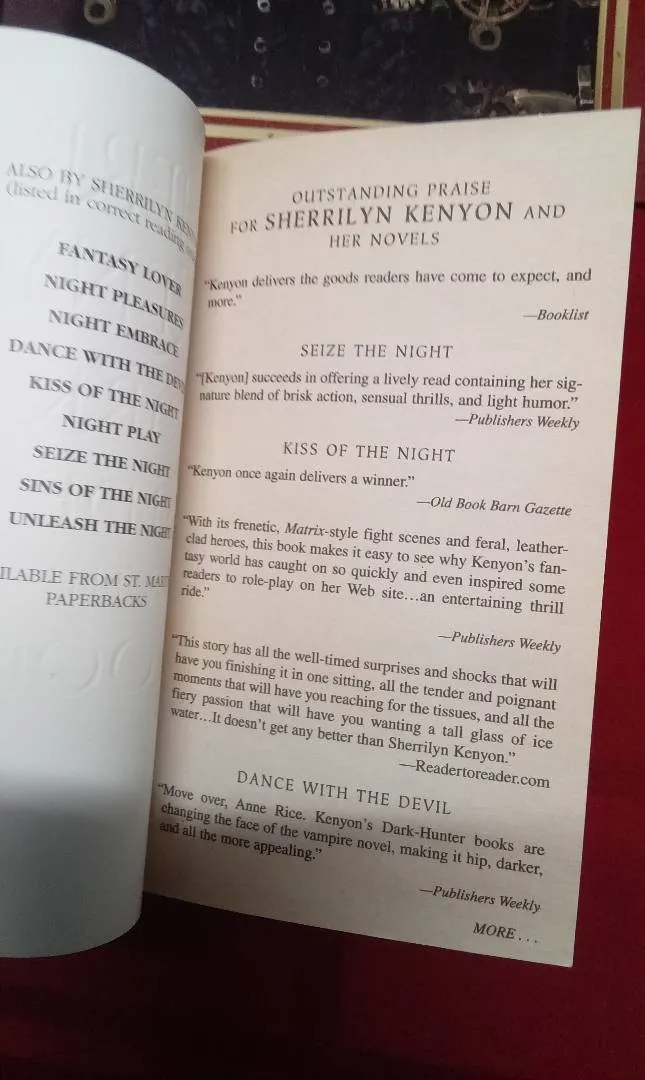 ALSO BY SHERRILYN
(listed in correct reading
FANTASY LOVER
NIGHT PLEASURES
NIGHT EMBRACE
DANCE WITH THE
KISS OF THE NIGHT
NIGHT PLAY
SEIZE THE NIGHT
SINS OF THE NIGHT
UNLEASH THE NIGHT
FROM ST.
PAPERBACKS
OUTSTANDING PRAISE
FOR SHERRILYN KENYON AND
HER NOVELS
"Kenyon delivers the goods readers have come to expect, and
more."
—Booklist
SEIZE THE NIGHT
"[Kenyon] succeeds in offering a lively read containing her sig-
nature blend of brisk action, sensual thrills, and light humor."
—Publishers Weekly
KISS OF THE NIGHT
"Kenyon once again delivers a winner."
—Old Book Barn Gazette
"With its frenetic, Matrix-style fight scenes and feral, leather-
clad heroes, this book makes it easy to see why Kenyon's fan-
tasy world has caught on so quickly and even inspired some
readers to role-play on her Web site...an entertaining thrill
ride."
—Publishers Weekly
"This story has all the well-timed surprises and shocks that will
have you finishing it in one sitting, all the tender and poignant
moments that will have you reaching for the tissues, and all the
fiery passion that will have you wanting a tall glass of ice
water...It doesn't get any better than Sherrilyn Kenyon."
—Readertoreader.com
DANCE WITH THE DEVIL
"Move over, Anne Rice. Kenyon's Dark-Hunter books are
changing the face of the vampire novel, making it hip, darker,
and all the more appealing."
—Publishers Weekly
MORE...